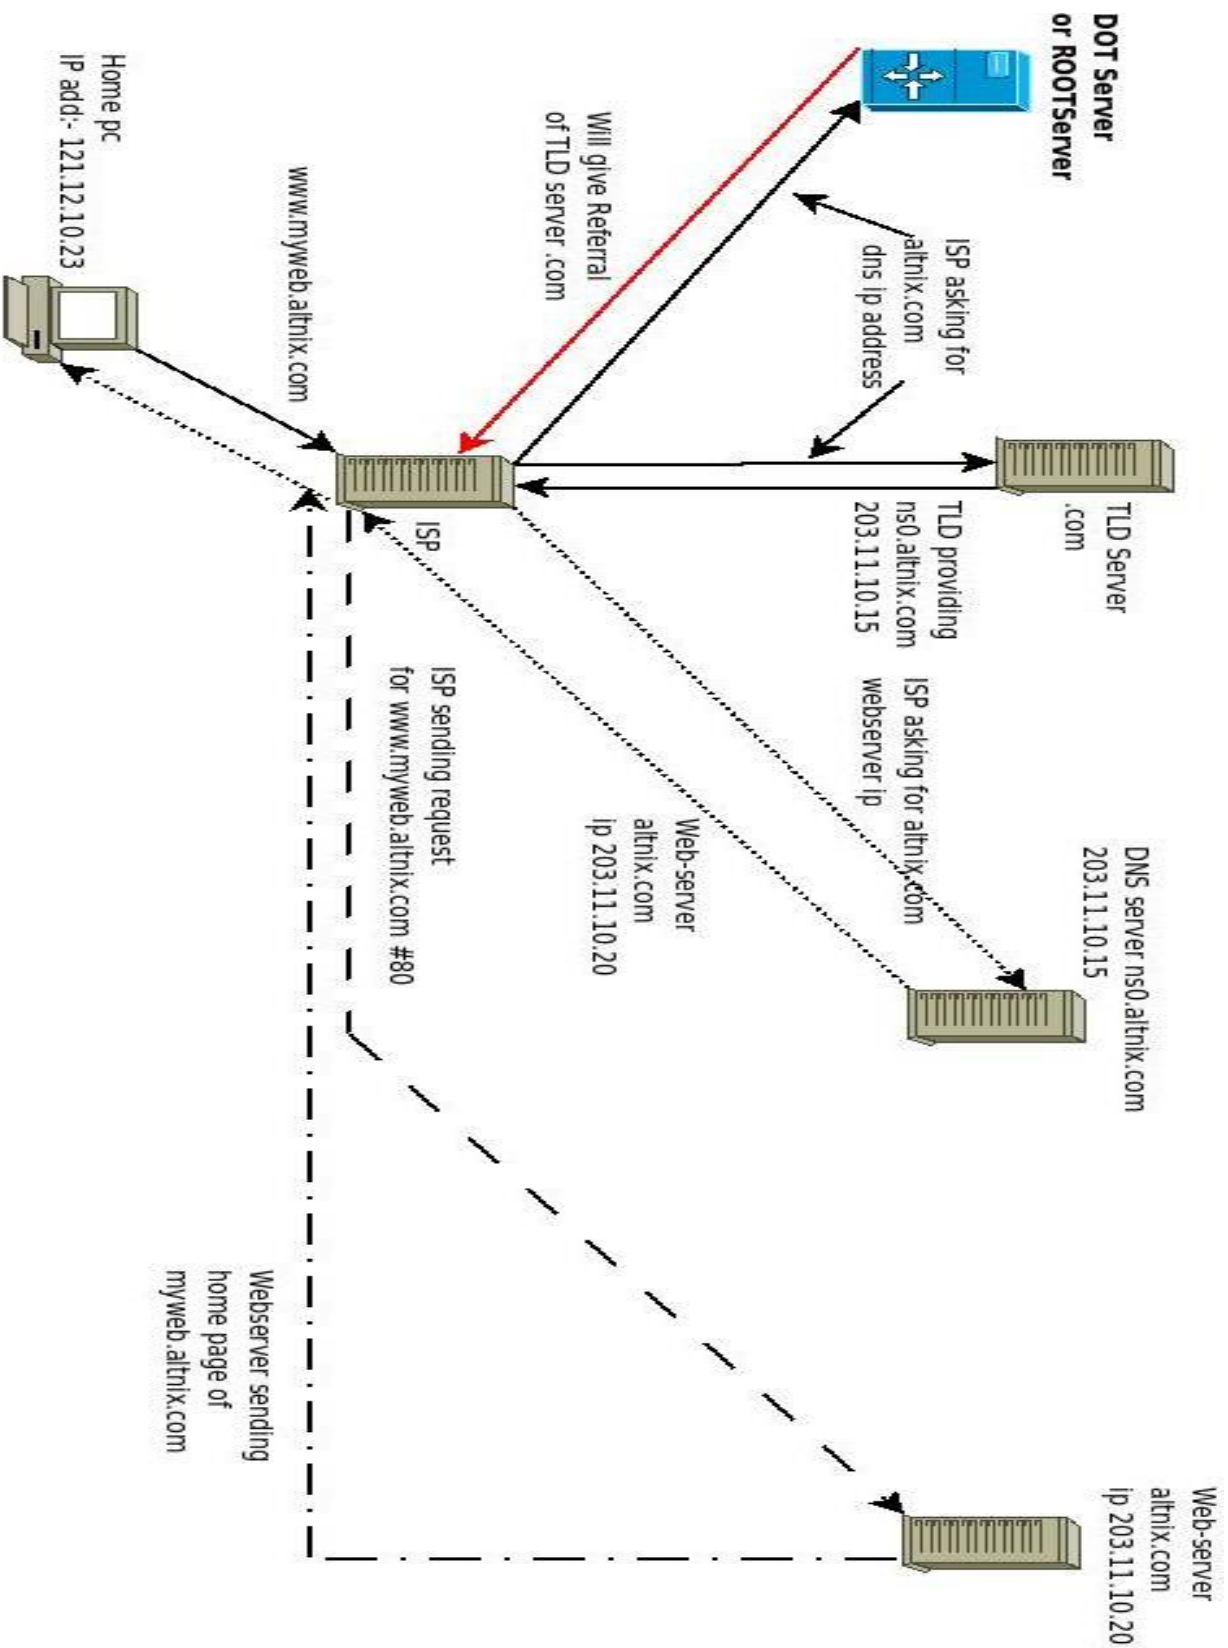 DOT Server
or ROOTServer
TLD Server
.com
DNS server ns0.altnix.com
203.11.10.15
Web-server
altnix.com
ip 203.11.10.20
ISP asking for
altnix.com
dns ip address
TLD providing
ns0.altnix.com
203.11.10.15
ISP asking for altnix.com
webserver ip
Will give Referral
of TLD server .com
Web-server
altnix.com
ip 203.11.10.20
ISP
ISP sending request
for www.myweb.altnix.com #80
www.myweb.altnix.com
Webserver sending
home page of
myweb.altnix.com
Home pc
IP add:- 121.12.10.23